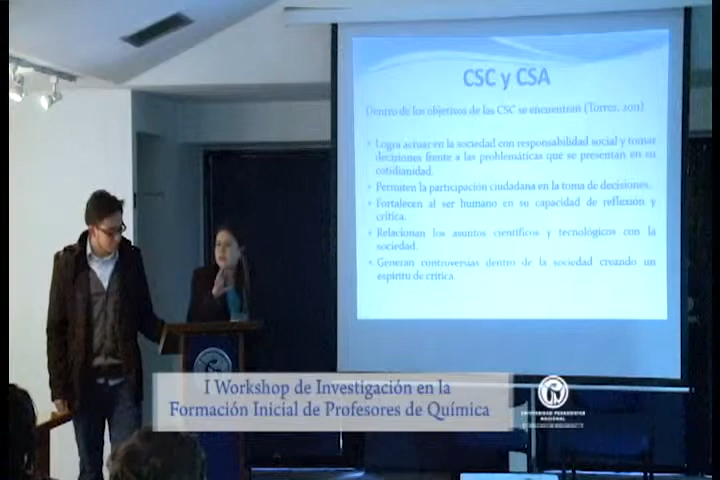 CSC y CSA
Dentro de los objetivos de las CSC se encuentran (Torres, 2011)
Logra actuar en la sociedad con responsabilidad social y tomar
decisiones frente a las problemáticas que se presentan en su
cotidianidad.
Permiten la participación ciudadana en la toma de decisiones.
Fortalecen al ser humano en su capacidad de reflexión y
crítica.
Relacionan los asuntos científicos y tecnológicos con la
sociedad.
Generan controversias dentro de la sociedad creando un
espíritu de crítica.
I Workshop de Investigación en la
Formación Inicial de Profesores de Química
UNIVERSIDAD PEDAGOGICA
NACIONAL